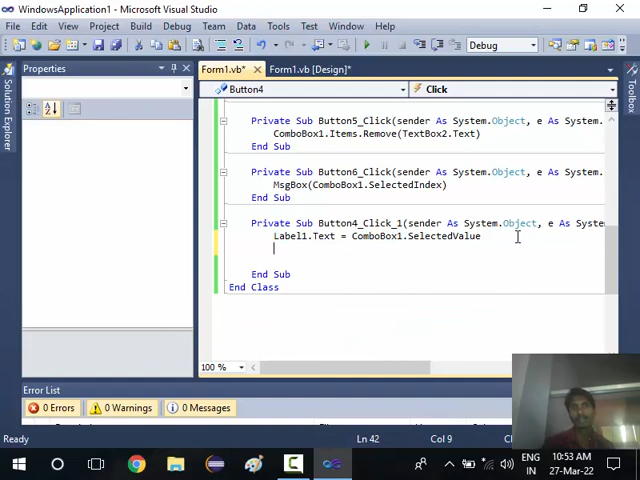 WindowsApplication1 - Microsoft Visual Studio
File Edit View Project Build Debug Team Data Tools Test Window Help
Debug
Solution Explorer
Properties
Form1.vb*
Form1.vb [Design]*
Toolbox
Button4
Click
Private Sub Button5_Click(sender As System.Object, e As System.
ComboBox1.Items.Remove(TextBox2.Text)
End Sub
Private Sub Button6_Click(sender As System.Object, e As System.
MsgBox(ComboBox1.SelectedIndex)
End Sub
Private Sub Button4_Click_1(sender As System.Object, e As Syste
Label1.Text = ComboBox1.SelectedValue
End Sub
End Class
100 %
Error List
0 Errors
0 Warnings
0 Messages
Ready
Ln 42
Col 9
ENG
IN
10:53 AM
27-Mar-22